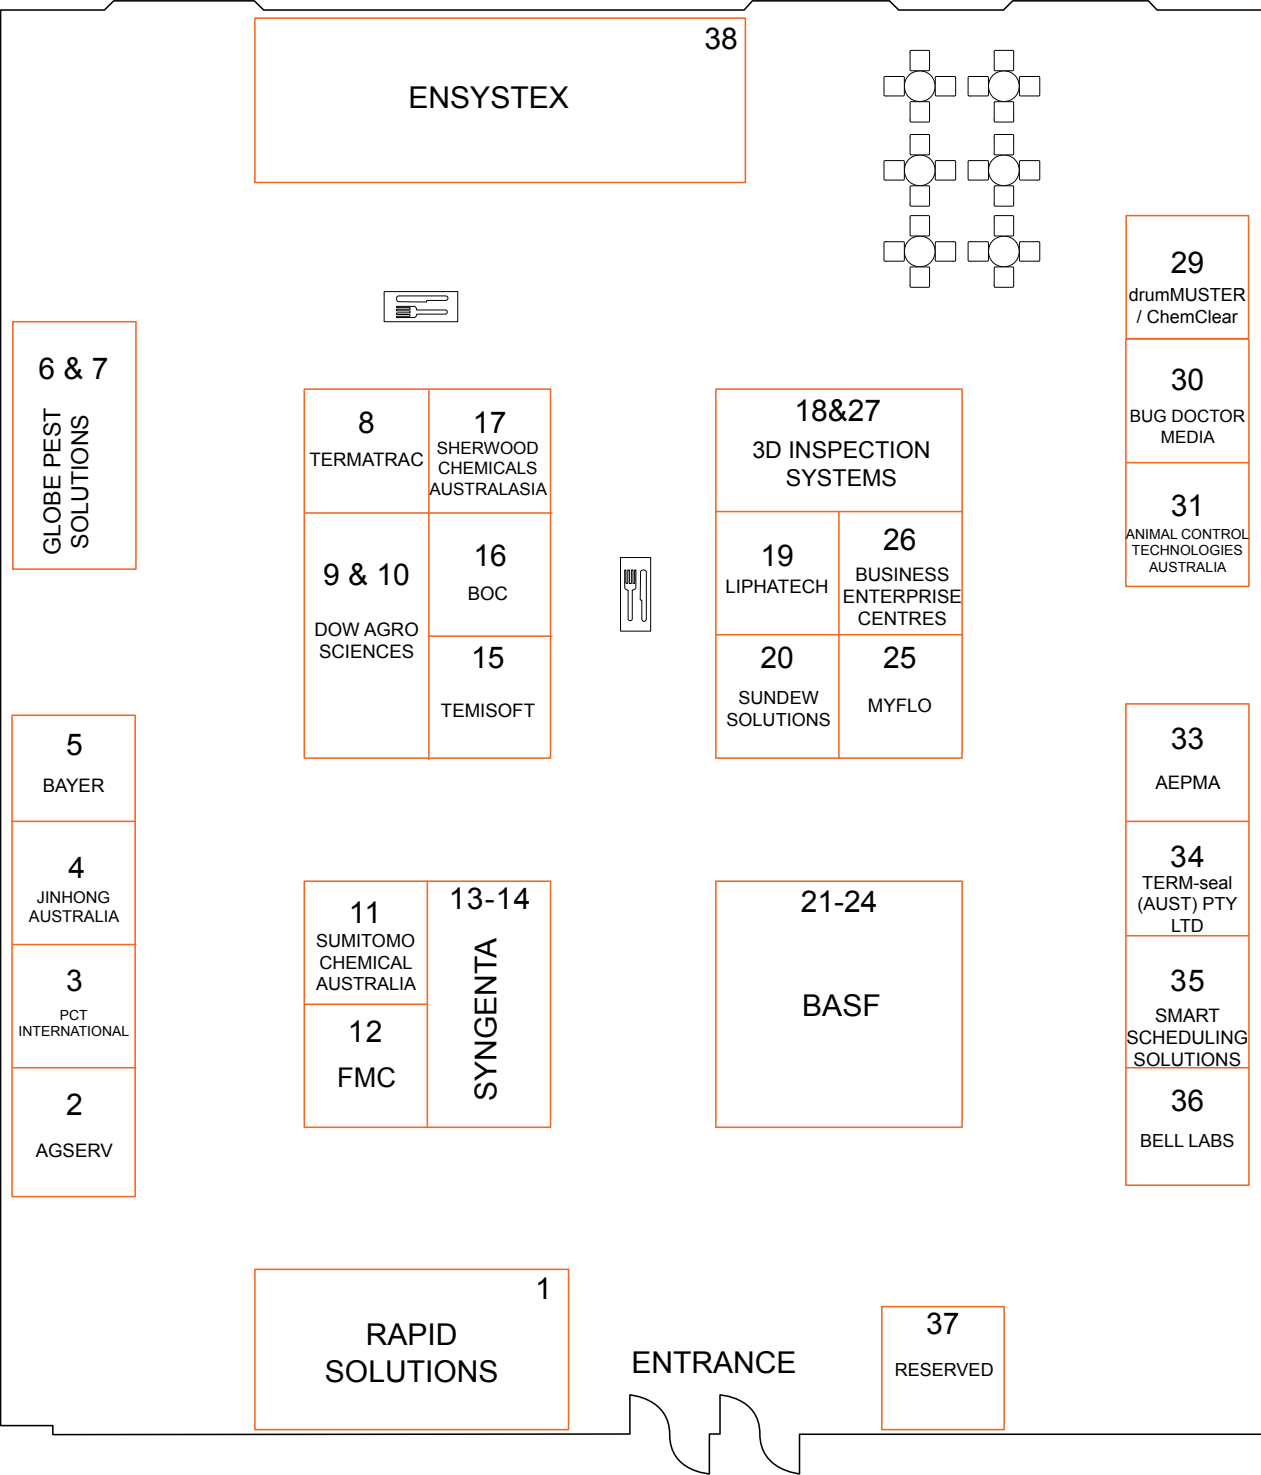 38
ENSYSTEX
29
drumMUSTER
/ ChemClear
30
BUG DOCTOR
MEDIA
31
ANIMAL CONTROL
TECHNOLOGIES
AUSTRALIA
6 & 7
GLOBE PEST
SOLUTIONS
8
TERMATRAC
17
SHERWOOD
CHEMICALS
AUSTRALASIA
9 & 10
DOW AGRO
SCIENCES
16
BOC
15
TEMISOFT
18&27
3D INSPECTION
SYSTEMS
19
LIPHATECH
26
BUSINESS
ENTERPRISE
CENTRES
20
SUNDEW
SOLUTIONS
25
MYFLO
5
BAYER
4
JINHONG
AUSTRALIA
3
PCT
INTERNATIONAL
2
AGSERV
11
SUMITOMO
CHEMICAL
AUSTRALIA
12
FMC
13-14
SYNGENTA
21-24
BASF
33
AEPMA
34
TERM-seal
(AUST) PTY
LTD
35
SMART
SCHEDULING
SOLUTIONS
36
BELL LABS
1
RAPID
SOLUTIONS
ENTRANCE
37
RESERVED